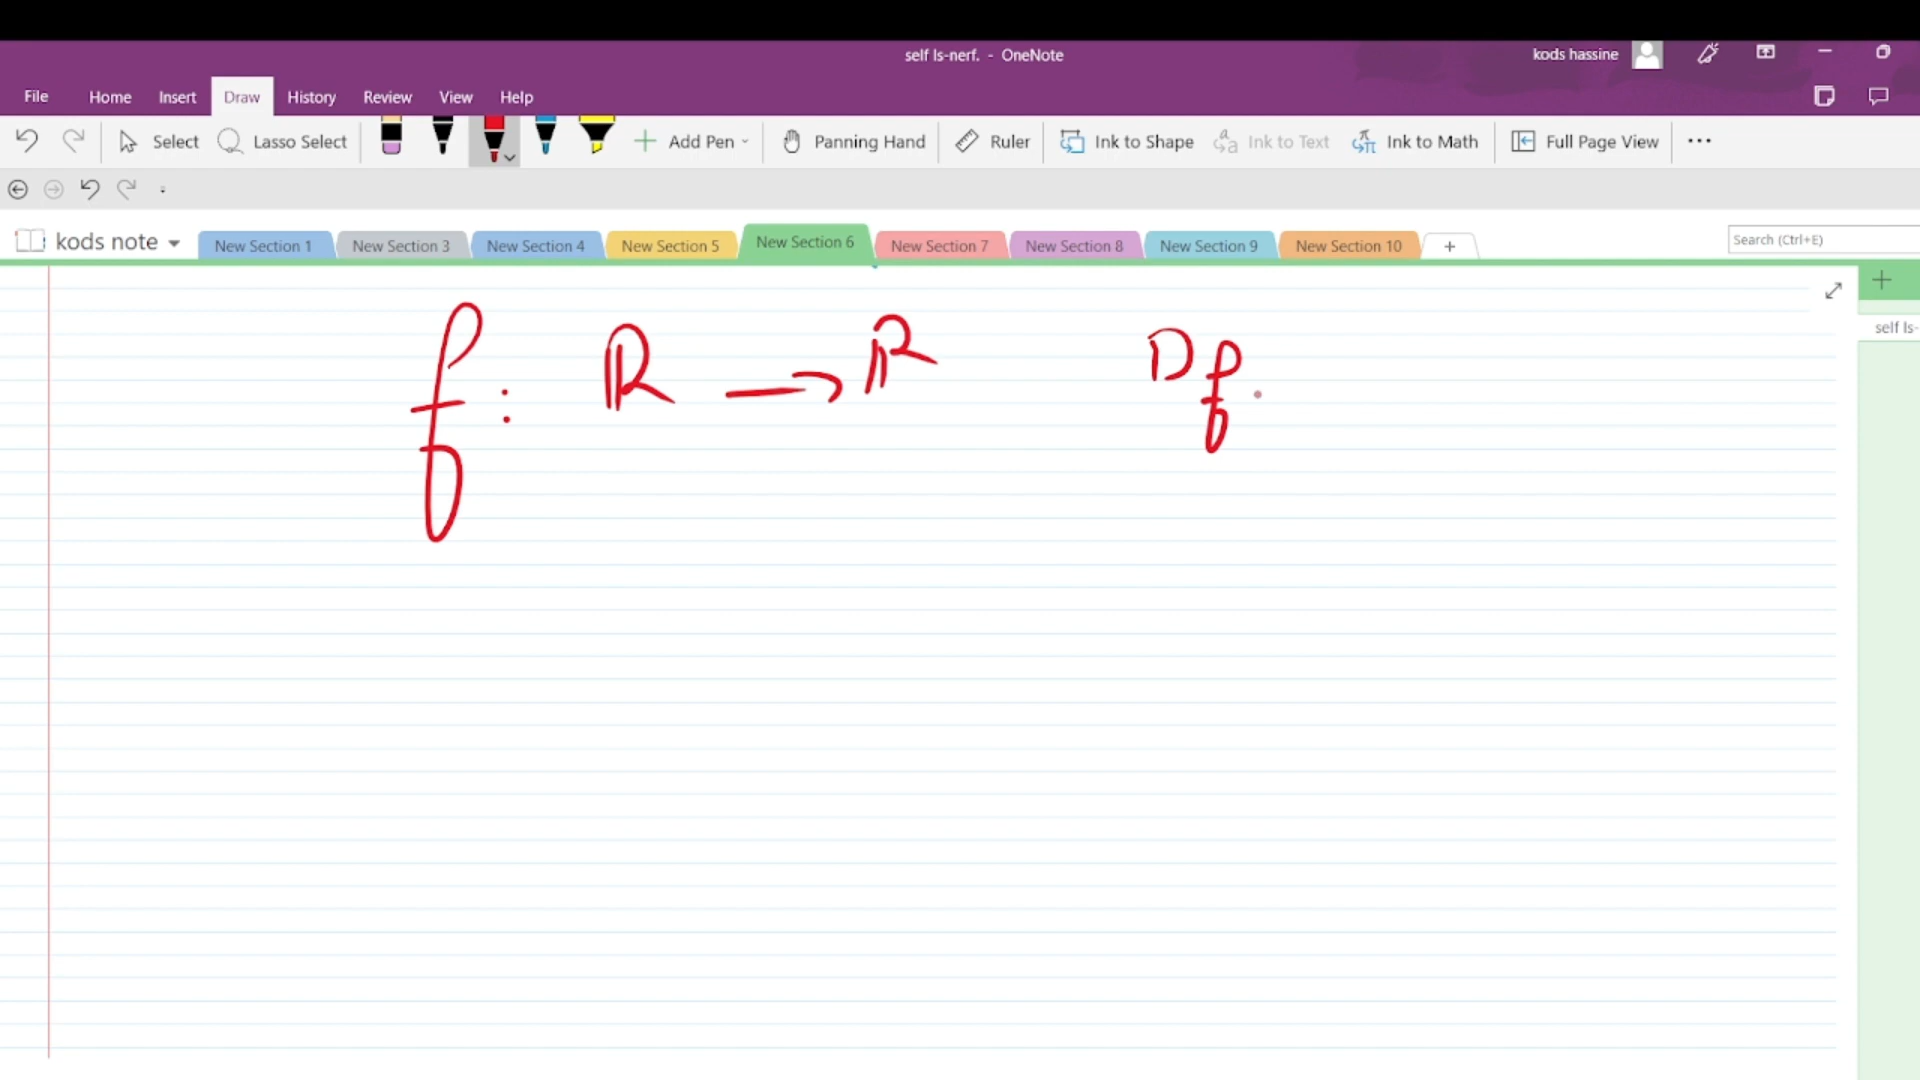 self ls-nerf. - OneNote
kods hassine
File Home Insert Draw History Review View Help
Select Lasso Select Add Pen Panning Hand Ruler Ink to Shape Ink to Text Ink to Math Full Page View
kods note New Section 1 New Section 3 New Section 4 New Section 5 New Section 6 New Section 7 New Section 8 New Section 9 New Section 10 + Search (Ctrl+E)
self ls-
f : ℝ → ℝ D_f